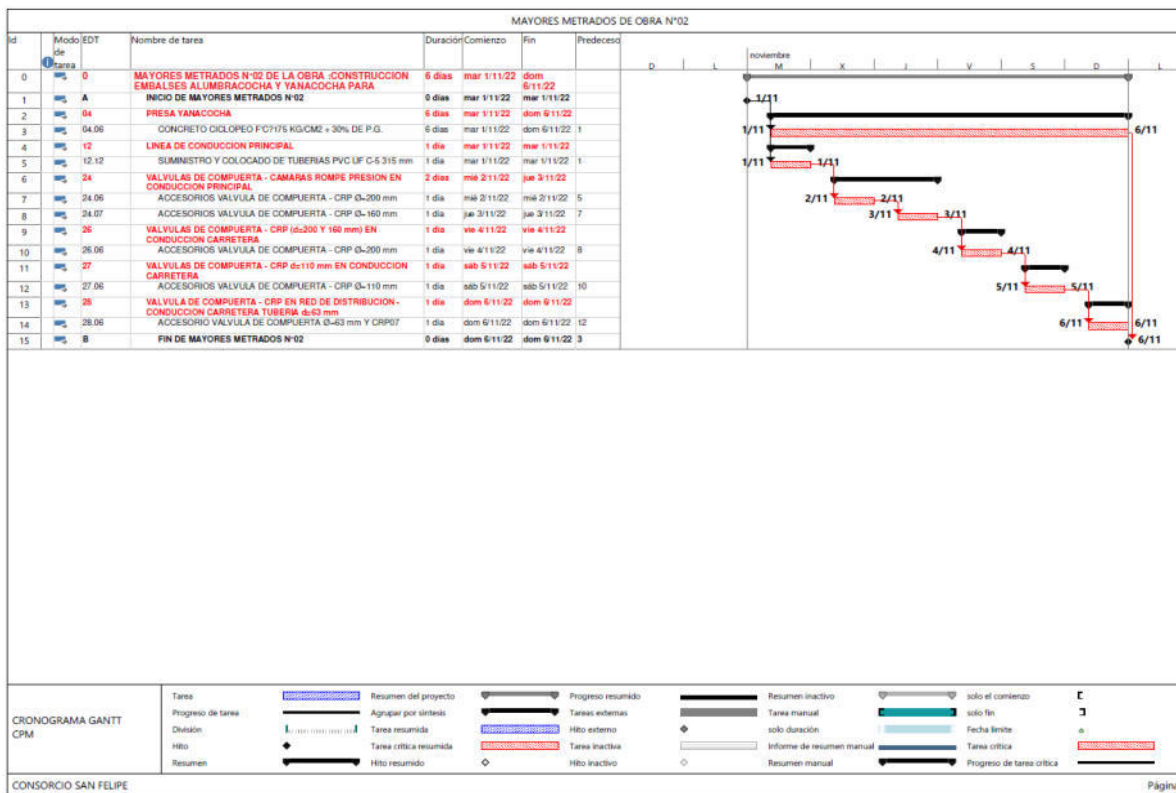 MAYORES METRADOS DE OBRA N°02
Id Modo de tarea EDT Nombre de tarea Duración Comienzo Fin Predeceso
noviembre
D L M X J V S D L
0 0 MAYORES METRADOS N°02 DE LA OBRA :CONSTRUCCION EMBALSES ALUMBRACOCHA Y YANACOCHA PARA 6 días mar 1/11/22 dom 6/11/22
1 A INICIO DE MAYORES METRADOS N°02 0 días mar 1/11/22 mar 1/11/22 1/11
2 04 PRESA YANACOCHA 6 días mar 1/11/22 dom 6/11/22
3 04.06 CONCRETO CICLOPEO F'C?175 KG/CM2 + 30% DE P.G. 6 días mar 1/11/22 dom 6/11/22 1 1/11 6/11
4 12 LINEA DE CONDUCCION PRINCIPAL 1 día mar 1/11/22 mar 1/11/22
5 12.12 SUMINISTRO Y COLOCADO DE TUBERIAS PVC UF C-5 315 mm 1 día mar 1/11/22 mar 1/11/22 1 1/11 1/11
6 24 VALVULAS DE COMPUERTA - CAMARAS ROMPE PRESION EN CONDUCCION PRINCIPAL 2 días mié 2/11/22 jue 3/11/22
7 24.06 ACCESORIOS VALVULA DE COMPUERTA - CRP Ø=200 mm 1 día mié 2/11/22 mié 2/11/22 5 2/11 2/11
8 24.07 ACCESORIOS VALVULA DE COMPUERTA - CRP Ø=160 mm 1 día jue 3/11/22 jue 3/11/22 7 3/11 3/11
9 26 VALVULAS DE COMPUERTA - CRP (d=200 Y 160 mm) EN CONDUCCION CARRETERA 1 día vie 4/11/22 vie 4/11/22
10 26.06 ACCESORIOS VALVULA DE COMPUERTA - CRP Ø=200 mm 1 día vie 4/11/22 vie 4/11/22 8 4/11 4/11
11 27 VALVULAS DE COMPUERTA - CRP d=110 mm EN CONDUCCION CARRETERA 1 día sáb 5/11/22 sáb 5/11/22
12 27.06 ACCESORIOS VALVULA DE COMPUERTA - CRP Ø=110 mm 1 día sáb 5/11/22 sáb 5/11/22 10 5/11 5/11
13 28 VALVULA DE COMPUERTA - CRP EN RED DE DISTRIBUCION - CONDUCCION CARRETERA TUBERIA d=63 mm 1 día dom 6/11/22 dom 6/11/22
14 28.06 ACCESORIO VALVULA DE COMPUERTA Ø=63 mm Y CRP07 1 día dom 6/11/22 dom 6/11/22 12 6/11 6/11
15 B FIN DE MAYORES METRADOS N°02 0 días dom 6/11/22 dom 6/11/22 3 6/11
CRONOGRAMA GANTT
CPM
Tarea Resumen del proyecto Progreso resumido Resumen inactivo solo el comienzo
Progreso de tarea Agrupar por síntesis Tareas externas Tarea manual solo fin
División Tarea resumida Hito externo solo duración Fecha límite
Hito Tarea crítica resumida Tarea inactiva Informe de resumen manual Tarea crítica
Resumen Hito resumido Hito inactivo Resumen manual Progreso de tarea crítica
CONSORCIO SAN FELIPE Página